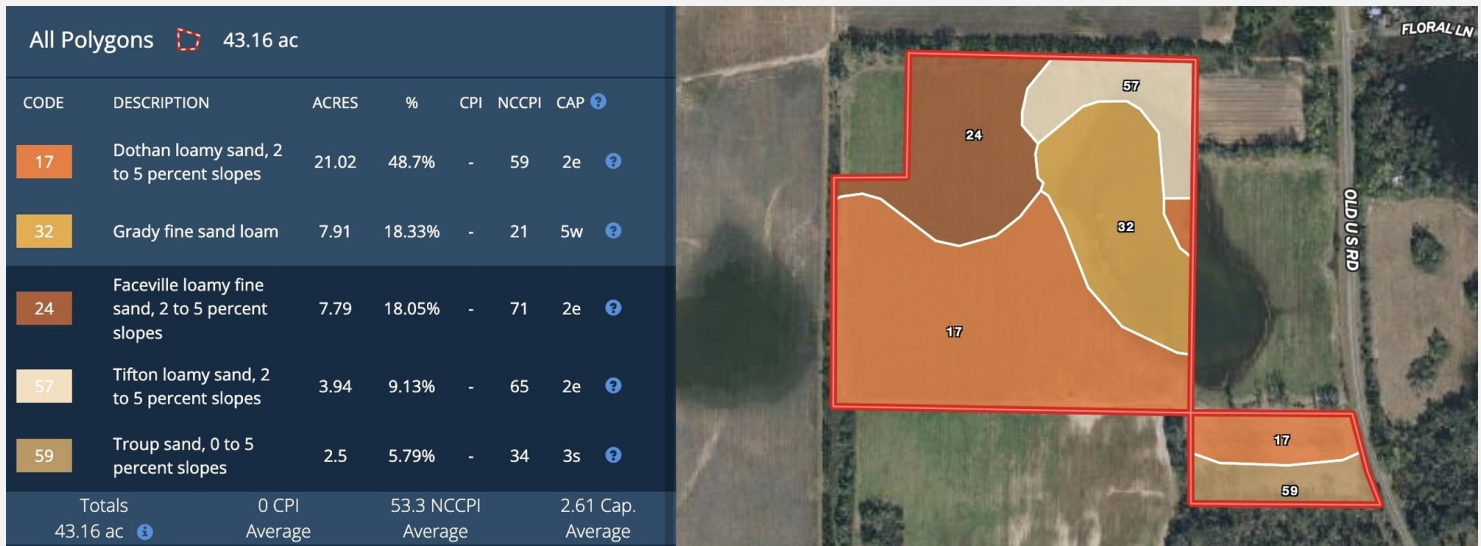 All Polygons 43.16 ac
CODE DESCRIPTION ACRES % CPI NCCPI CAP ?
17 Dothan loamy sand, 2 to 5 percent slopes 21.02 48.7% - 59 2e ?
32 Grady fine sand loam 7.91 18.33% - 21 5w ?
24 Faceville loamy fine sand, 2 to 5 percent slopes 7.79 18.05% - 71 2e ?
57 Tifton loamy sand, 2 to 5 percent slopes 3.94 9.13% - 65 2e ?
59 Troup sand, 0 to 5 percent slopes 2.5 5.79% - 34 3s ?
Totals 0 CPI 53.3 NCCPI 2.61 Cap.
43.16 ac i Average Average Average
FLORAL LN
57
24
OLD U S RD
32
17
17
59